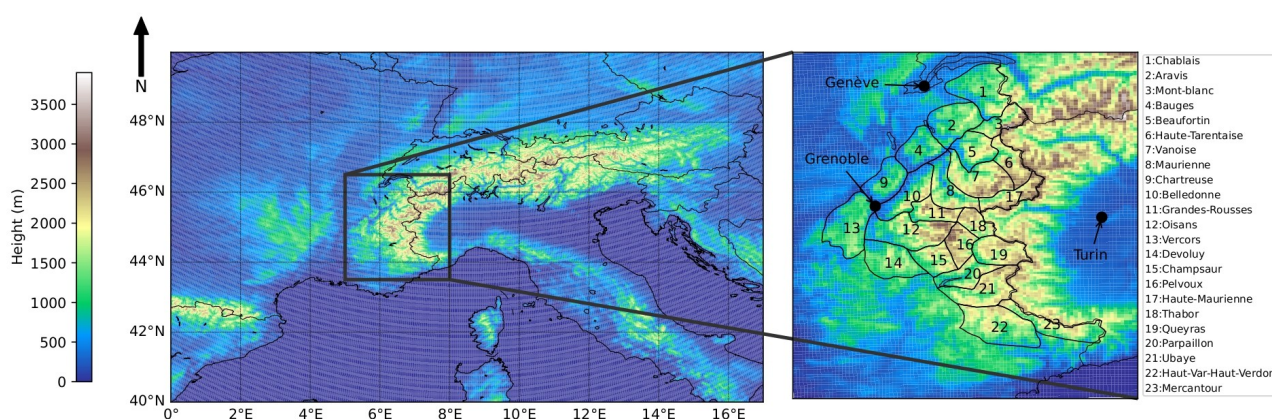 N
Height (m)
3500
3000
2500
2000
1500
1000
500
0
48°N
46°N
44°N
42°N
40°N
0°
2°E
4°E
6°E
8°E
10°E
12°E
14°E
16°E
Genève
Grenoble
Turin
1
2
3
4
5
6
7
8
9
10
17
11
12
13
18
16
14
15
19
20
21
22
23
1:Chablais
2:Aravis
3:Mont-blanc
4:Bauges
5:Beaufortin
6:Haute-Tarentaise
7:Vanoise
8:Maurienne
9:Chartreuse
10:Belledonne
11:Grandes-Rousses
12:Oisans
13:Vercors
14:Devoluy
15:Champsaur
16:Pelvoux
17:Haute-Maurienne
18:Thabor
19:Queyras
20:Parpaillon
21:Ubaye
22:Haut-Var-Haut-Verdon
23:Mercantour